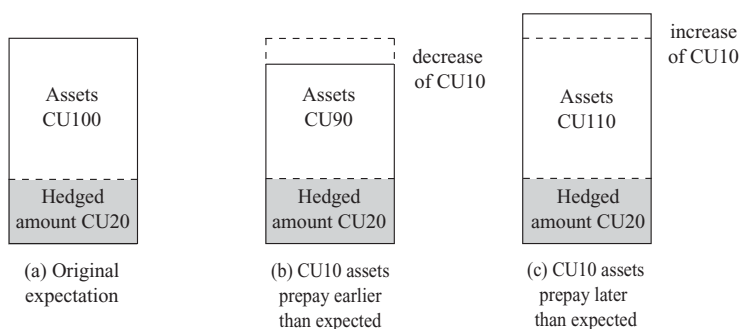 Assets
CU100
Hedged
amount CU20
(a) Original
expectation
decrease
of CU10
Assets
CU90
Hedged
amount CU20
(b) CU10 assets
prepay earlier
than expected
increase
of CU10
Assets
CU110
Hedged
amount CU20
(c) CU10 assets
prepay later
than expected